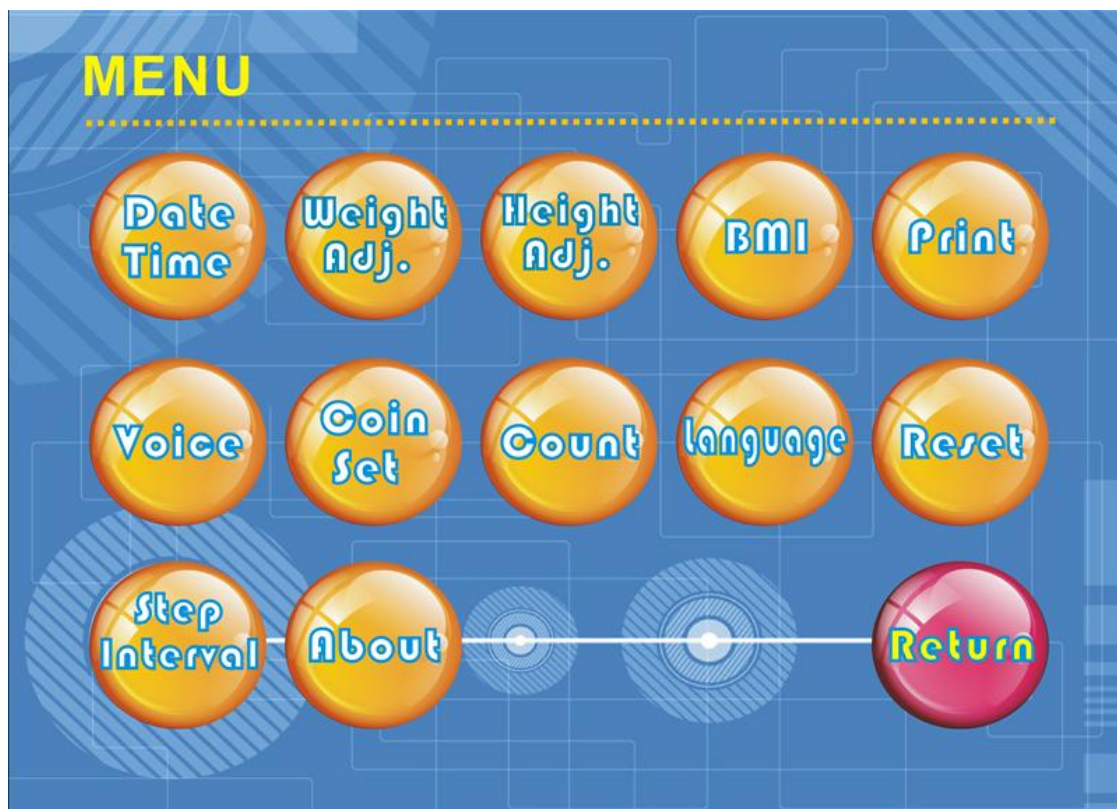 MENU
Date
Time
Weight
Adj.
Height
Adj.
BMI
Print
Voice
Coin
Set
Count
Language
Reset
Step
Interval
About
Return